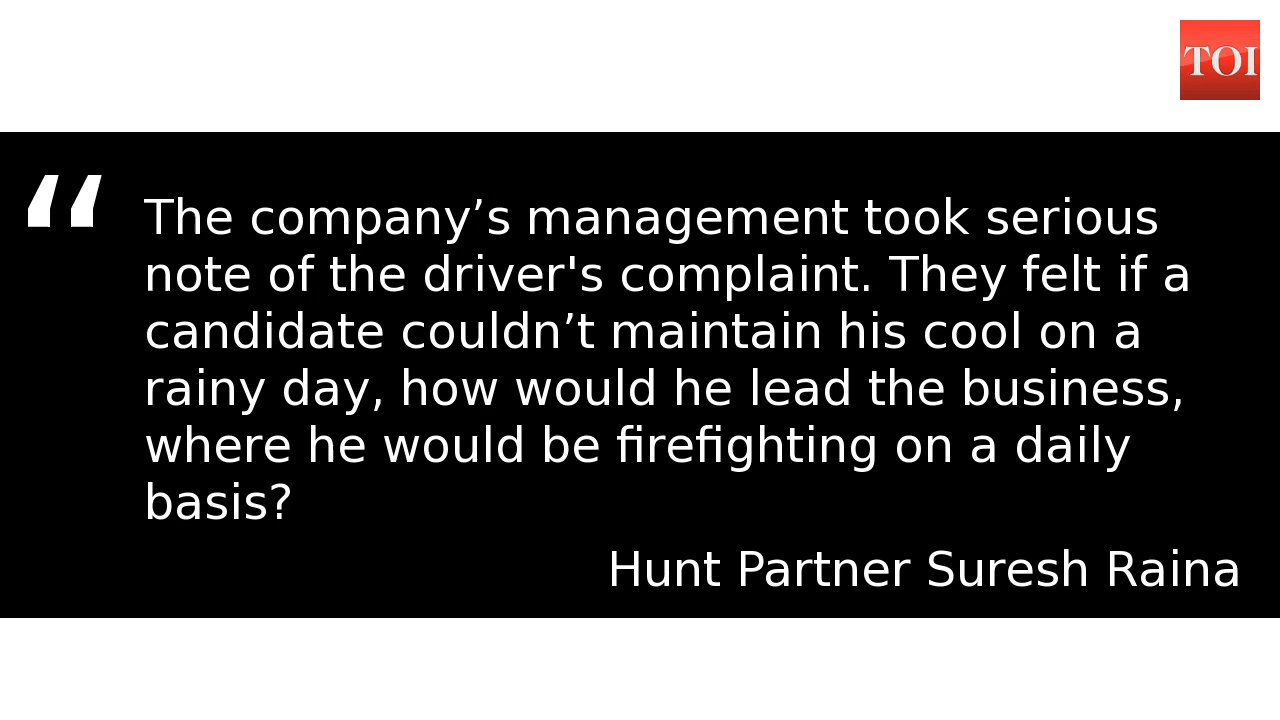 TOI
“
The company’s management took serious
note of the driver's complaint. They felt if a
candidate couldn’t maintain his cool on a
rainy day, how would he lead the business,
where he would be firefighting on a daily
basis?
Hunt Partner Suresh Raina